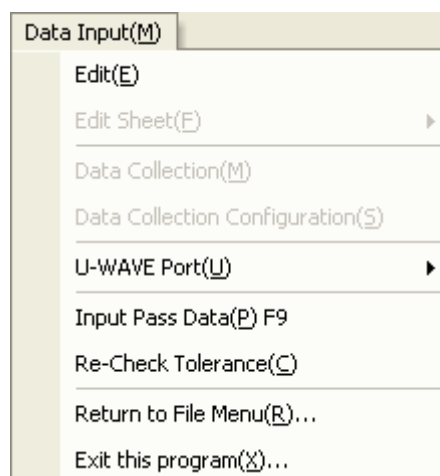 Data Input(M)
Edit(E)
Edit Sheet(F)
Data Collection(M)
Data Collection Configuration(S)
U-WAVE Port(U)
Input Pass Data(P) F9
Re-Check Tolerance(C)
Return to File Menu(R)...
Exit this program(X)...